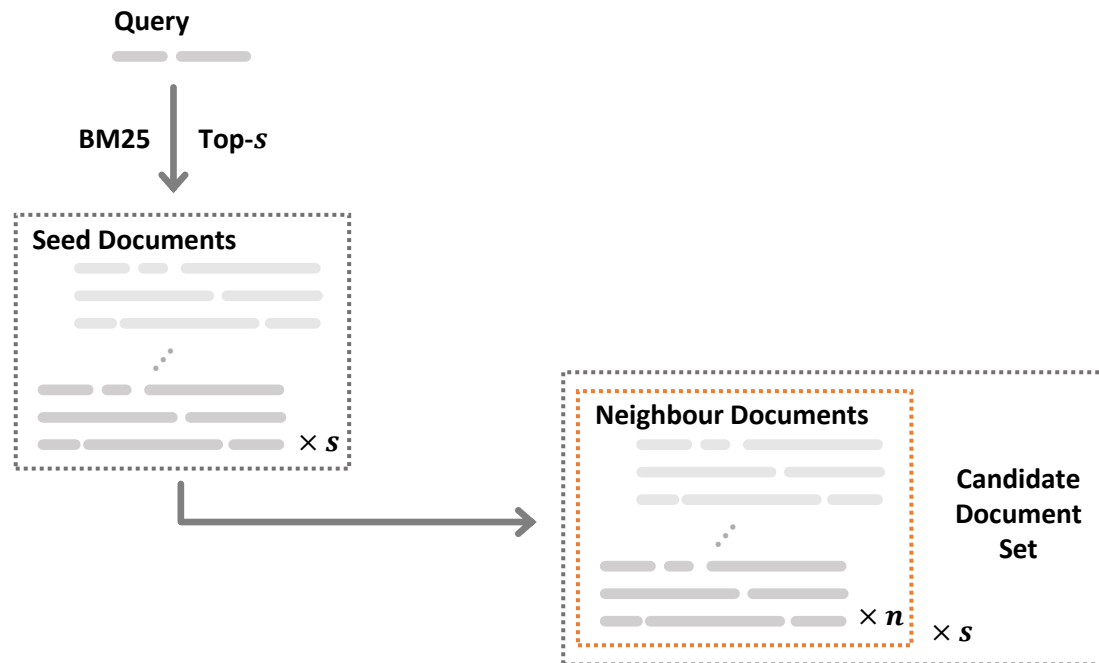 Query
BM25 Top-s
Seed Documents
× s
Neighbour Documents
Candidate
Document
Set
× n
× s